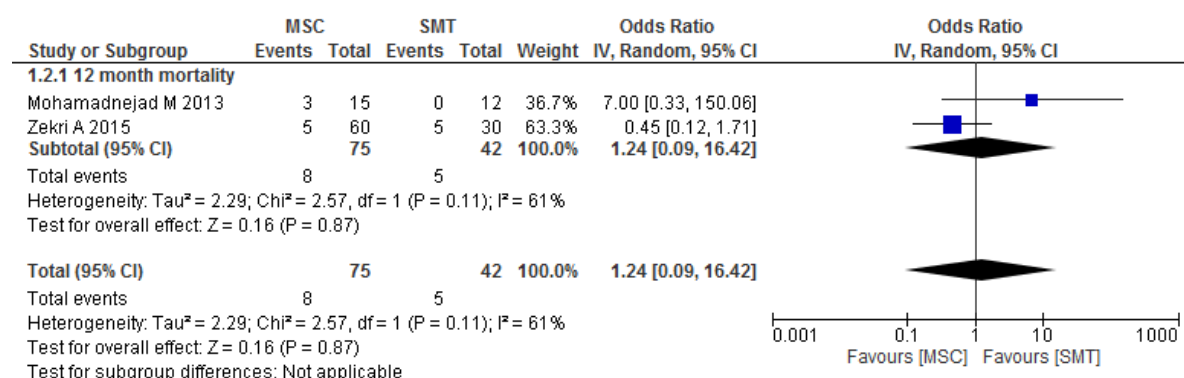 MSC SMT Odds Ratio Odds Ratio
Study or Subgroup Events Total Events Total Weight IV, Random, 95% CI IV, Random, 95% CI
1.2.1 12 month mortality
Mohamadnejad M 2013 3 15 0 12 36.7% 7.00 [0.33, 150.06]
Zekri A 2015 5 60 5 30 63.3% 0.45 [0.12, 1.71]
Subtotal (95% CI) 75 42 100.0% 1.24 [0.09, 16.42]
Total events 8 5
Heterogeneity: Tau² = 2.29; Chi² = 2.57, df = 1 (P = 0.11); I² = 61%
Test for overall effect: Z = 0.16 (P = 0.87)
Total (95% CI) 75 42 100.0% 1.24 [0.09, 16.42]
Total events 8 5
Heterogeneity: Tau² = 2.29; Chi² = 2.57, df = 1 (P = 0.11); I² = 61%
Test for overall effect: Z = 0.16 (P = 0.87)
Test for subgroup differences: Not applicable
0.001 0.1 1 10 1000
Favours [MSC] Favours [SMT]